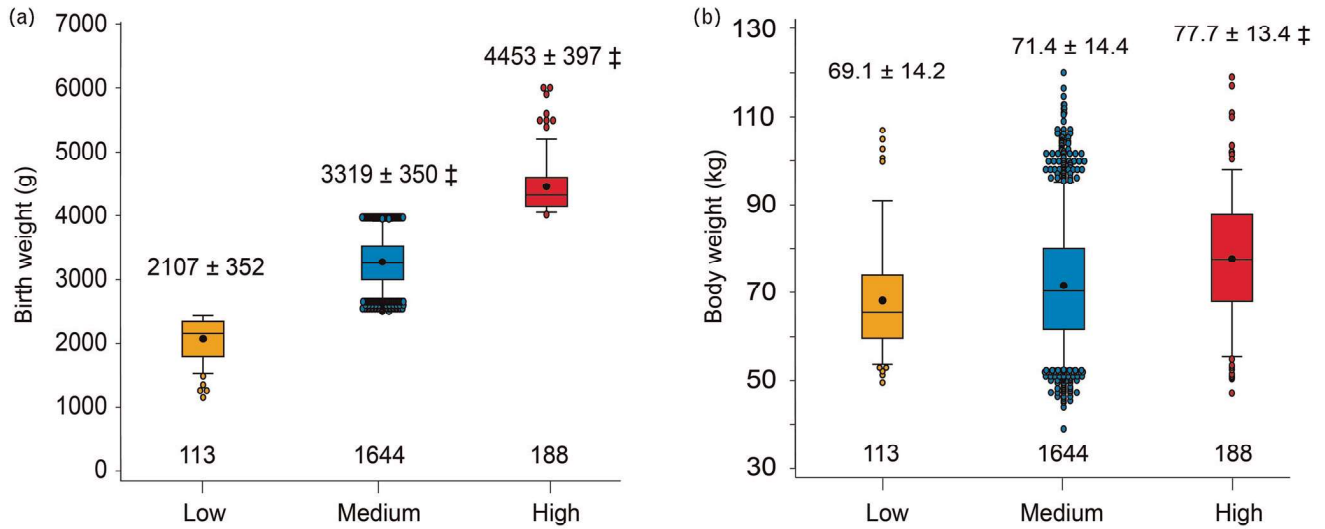 (a)
7000
6000
5000
4000
3000
2000
1000
0
Birth weight (g)
2107 ± 352
3319 ± 350 ‡
4453 ± 397 ‡
113
1644
188
Low
Medium
High
(b)
130
110
90
70
50
30
Body weight (kg)
69.1 ± 14.2
71.4 ± 14.4
77.7 ± 13.4 ‡
113
1644
188
Low
Medium
High